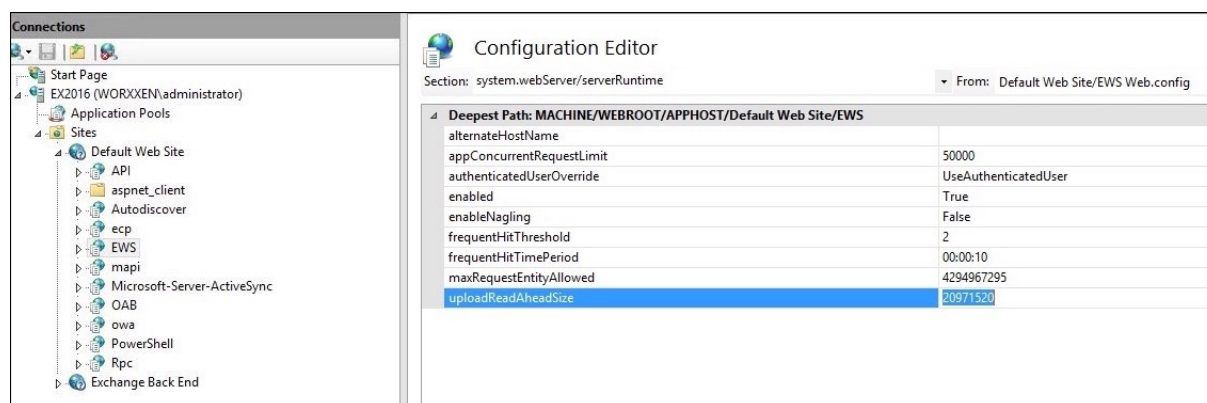 Connections
Start Page
EX2016 (WORXXEN\administrator)
Application Pools
Sites
Default Web Site
API
aspnet_client
Autodiscover
ecp
EWS
mapi
Microsoft-Server-ActiveSync
OAB
owa
PowerShell
Rpc
Exchange Back End
Configuration Editor
Section: system.webServer/serverRuntime From: Default Web Site/EWS Web.config
Deepest Path: MACHINE/WEBROOT/APPHOST/Default Web Site/EWS
alternateHostName
appConcurrentRequestLimit 50000
authenticatedUserOverride UseAuthenticatedUser
enabled True
enableNagling False
frequentHitThreshold 2
frequentHitTimePeriod 00:00:10
maxRequestEntityAllowed 4294967295
uploadReadAheadSize 20971520